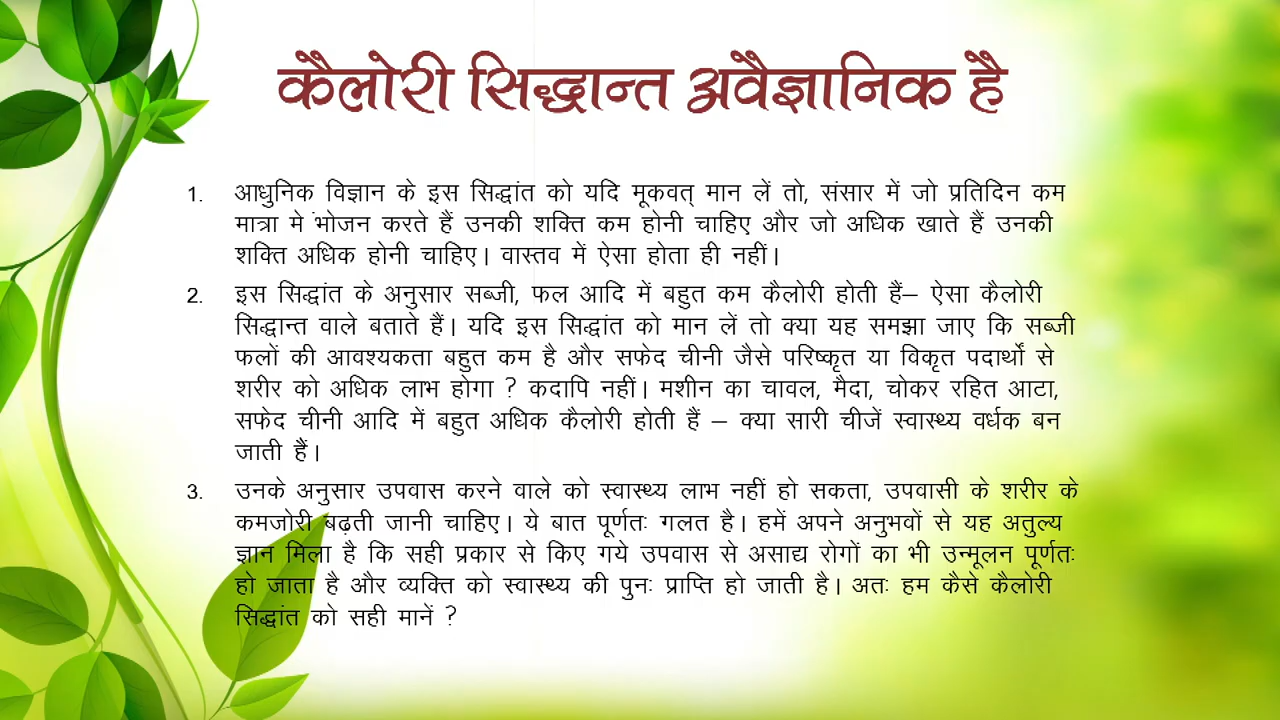 कैलोरी सिद्धान्त अवैज्ञानिक है
1. आधुनिक विज्ञान के इस सिद्धांत को यदि मूकवत् मान लें तो, संसार में जो प्रतिदिन कम
मात्रा मे भोजन करते हैं उनकी शक्ति कम होनी चाहिए और जो अधिक खाते हैं उनकी
शक्ति अधिक होनी चाहिए। वास्तव में ऐसा होता ही नहीं।
2. इस सिद्धांत के अनुसार सब्जी, फल आदि में बहुत कम कैलोरी होती हैं– ऐसा कैलोरी
सिद्धान्त वाले बताते हैं। यदि इस सिद्धांत को मान लें तो क्या यह समझा जाए कि सब्जी
फलों की आवश्यकता बहुत कम है और सफेद चीनी जैसे परिष्कृत या विकृत पदार्थों से
शरीर को अधिक लाभ होगा ? कदापि नहीं। मशीन का चावल, मैदा, चोकर रहित आटा,
सफेद चीनी आदि में बहुत अधिक कैलोरी होती हैं – क्या सारी चीजें स्वास्थ्य वर्धक बन
जाती हैं।
3. उनके अनुसार उपवास करने वाले को स्वास्थ्य लाभ नहीं हो सकता, उपवासी के शरीर के
कमजोरी बढ़ती जानी चाहिए। ये बात पूर्णतः गलत है। हमें अपने अनुभवों से यह अतुल्य
ज्ञान मिला है कि सही प्रकार से किए गये उपवास से असाद्य रोगों का भी उन्मूलन पूर्णतः
हो जाता है और व्यक्ति को स्वास्थ्य की पुनः प्राप्ति हो जाती है। अतः हम कैसे कैलोरी
सिद्धांत को सही मानें ?